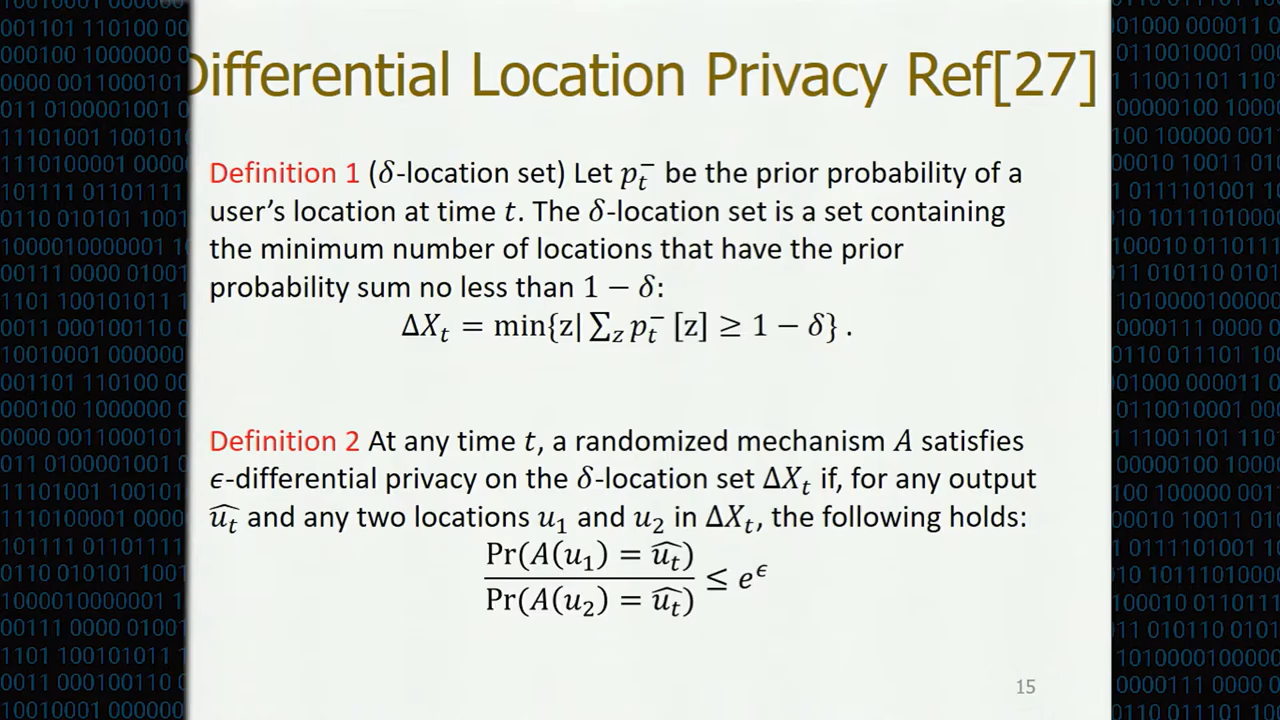 Differential Location Privacy Ref[27]
Definition 1 (δ-location set) Let p_t^- be the prior probability of a
user's location at time t. The δ-location set is a set containing
the minimum number of locations that have the prior
probability sum no less than 1 − δ:
ΔX_t = min{z| ∑_z p_t^- [z] ≥ 1 − δ} .
Definition 2 At any time t, a randomized mechanism A satisfies
ϵ-differential privacy on the δ-location set ΔX_t if, for any output
\widehat{u_t} and any two locations u_1 and u_2 in ΔX_t, the following holds:
Pr(A(u_1) = \widehat{u_t})
≤ e^ϵ
Pr(A(u_2) = \widehat{u_t})
15